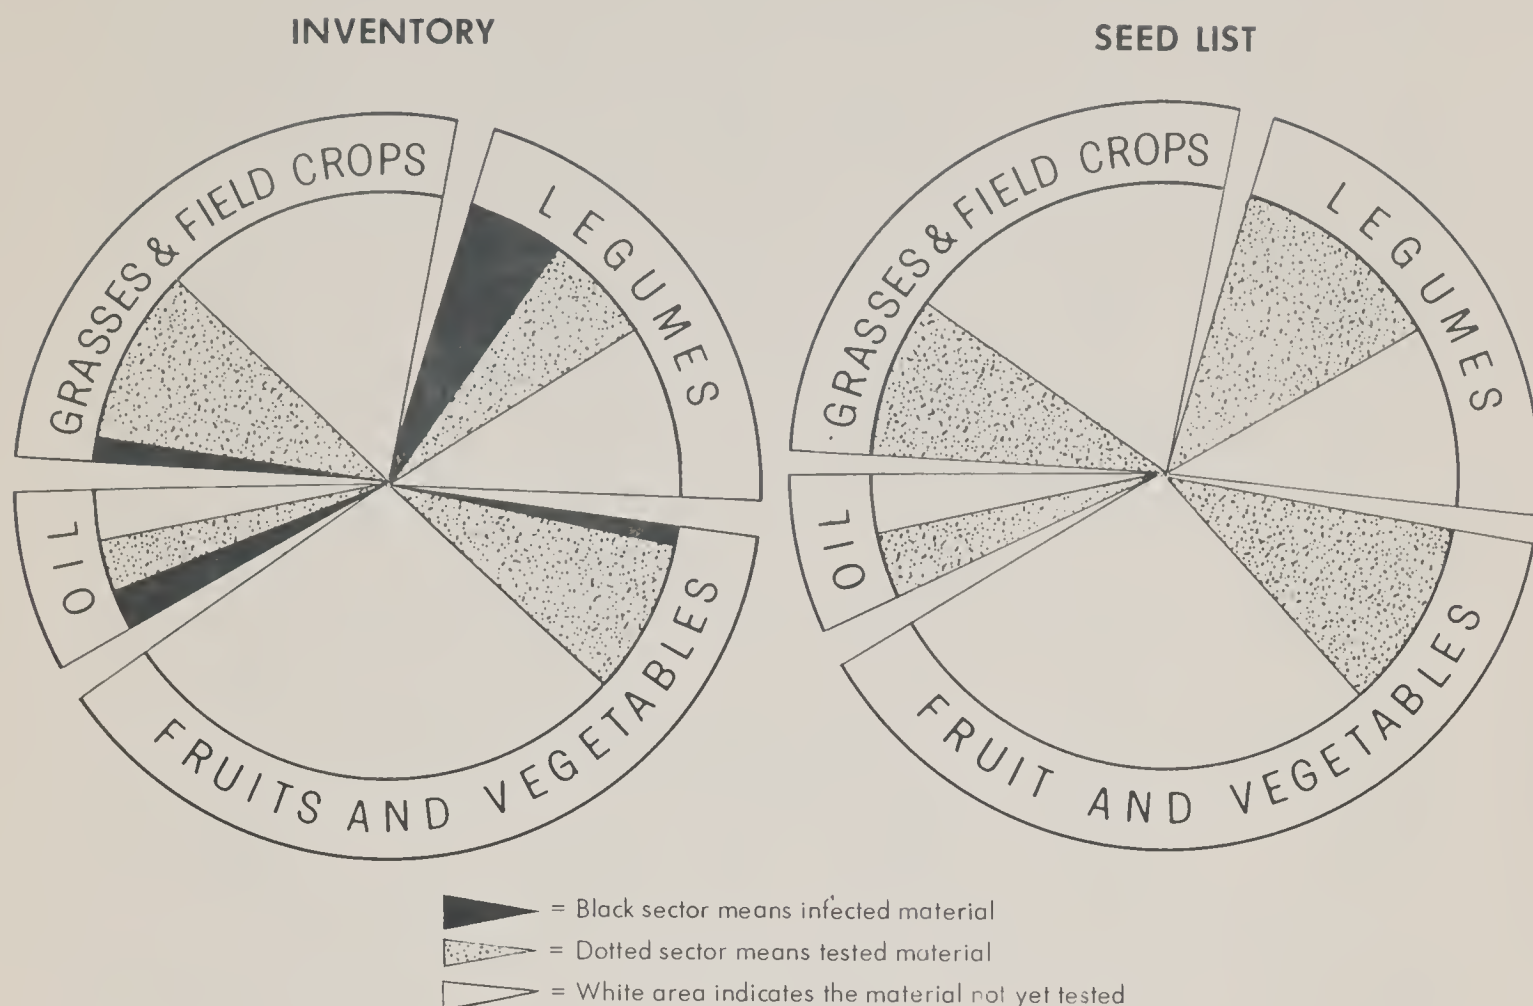 INVENTORY
GRASSES & FIELD CROPS
LEGUMES
OIL
FRUITS AND VEGETABLES
SEED LIST
GRASSES & FIELD CROPS
LEGUMES
OIL
FRUIT AND VEGETABLES
= Black sector means infected material
= Dotted sector means tested material
= White area indicates the material not yet tested